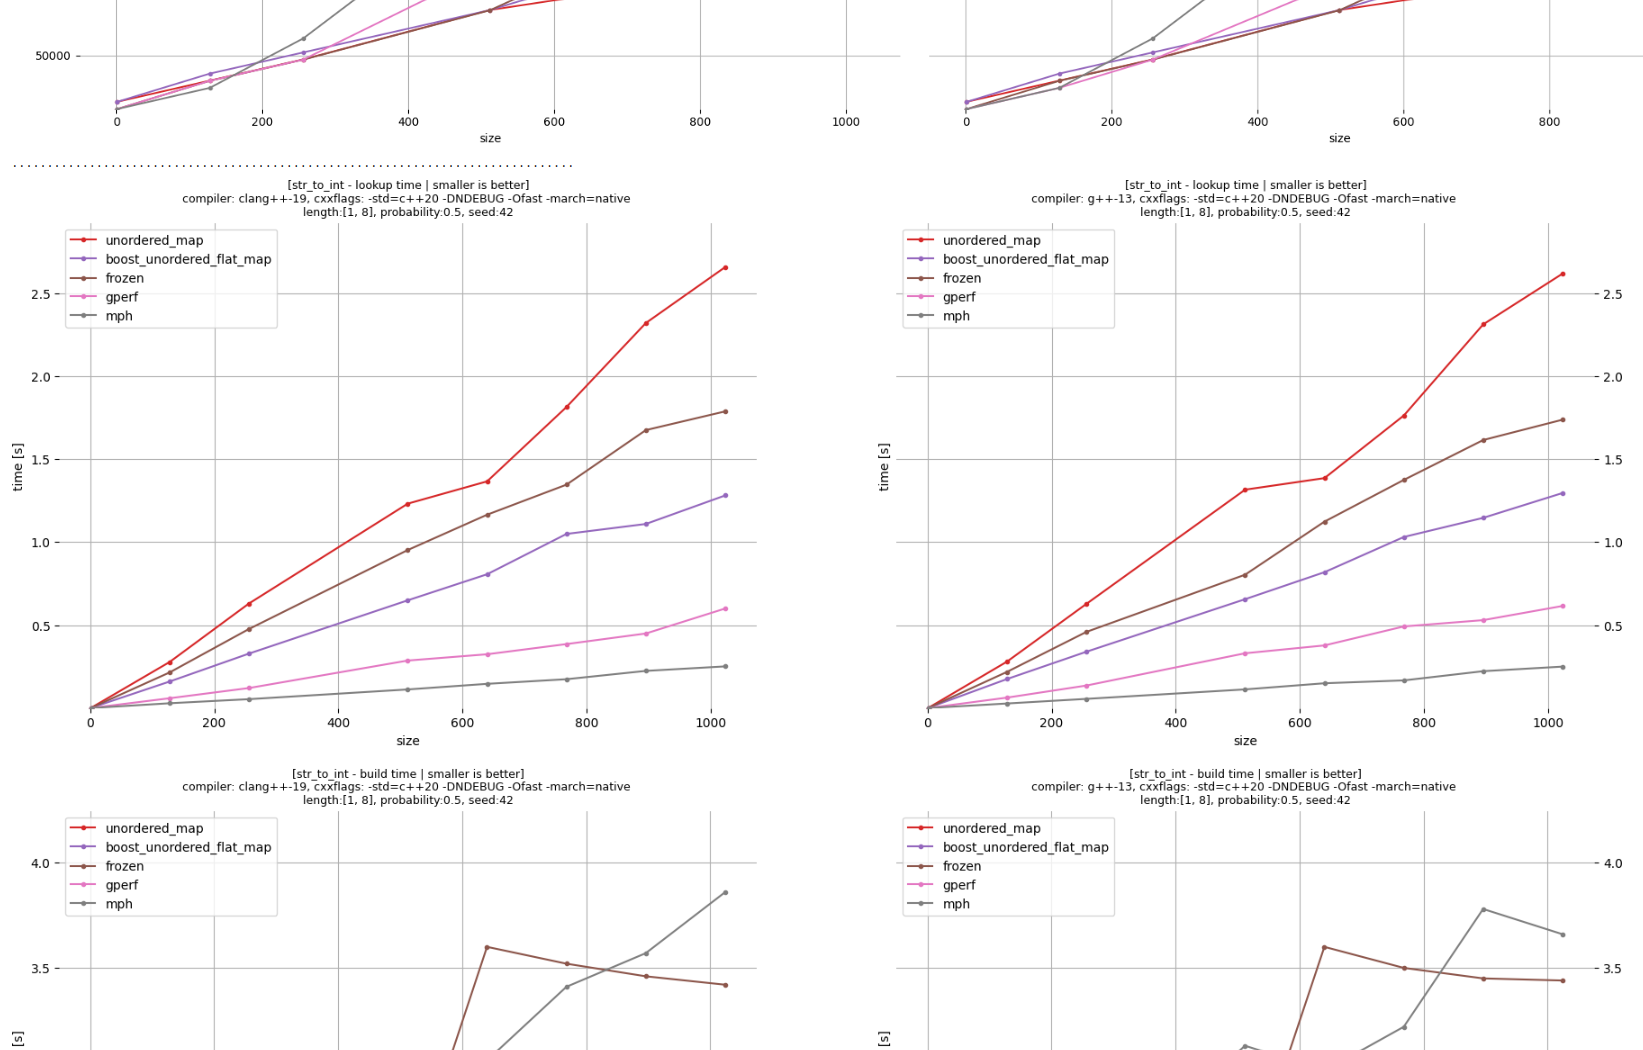 50000
0
200
400
600
800
1000
size
0
200
400
600
800
size
[str_to_int - lookup time | smaller is better]
compiler: clang++-19, cxxflags: -std=c++20 -DNDEBUG -Ofast -march=native
length:[1, 8], probability:0.5, seed:42
unordered_map
boost_unordered_flat_map
frozen
gperf
mph
2.5
2.0
1.5
1.0
0.5
time [s]
0
200
400
600
800
1000
size
[str_to_int - lookup time | smaller is better]
compiler: g++-13, cxxflags: -std=c++20 -DNDEBUG -Ofast -march=native
length:[1, 8], probability:0.5, seed:42
unordered_map
boost_unordered_flat_map
frozen
gperf
mph
2.5
2.0
1.5
1.0
0.5
time [s]
0
200
400
600
800
1000
size
[str_to_int - build time | smaller is better]
compiler: clang++-19, cxxflags: -std=c++20 -DNDEBUG -Ofast -march=native
length:[1, 8], probability:0.5, seed:42
unordered_map
boost_unordered_flat_map
frozen
gperf
mph
4.0
3.5
[s]
[str_to_int - build time | smaller is better]
compiler: g++-13, cxxflags: -std=c++20 -DNDEBUG -Ofast -march=native
length:[1, 8], probability:0.5, seed:42
unordered_map
boost_unordered_flat_map
frozen
gperf
mph
4.0
3.5
[s]